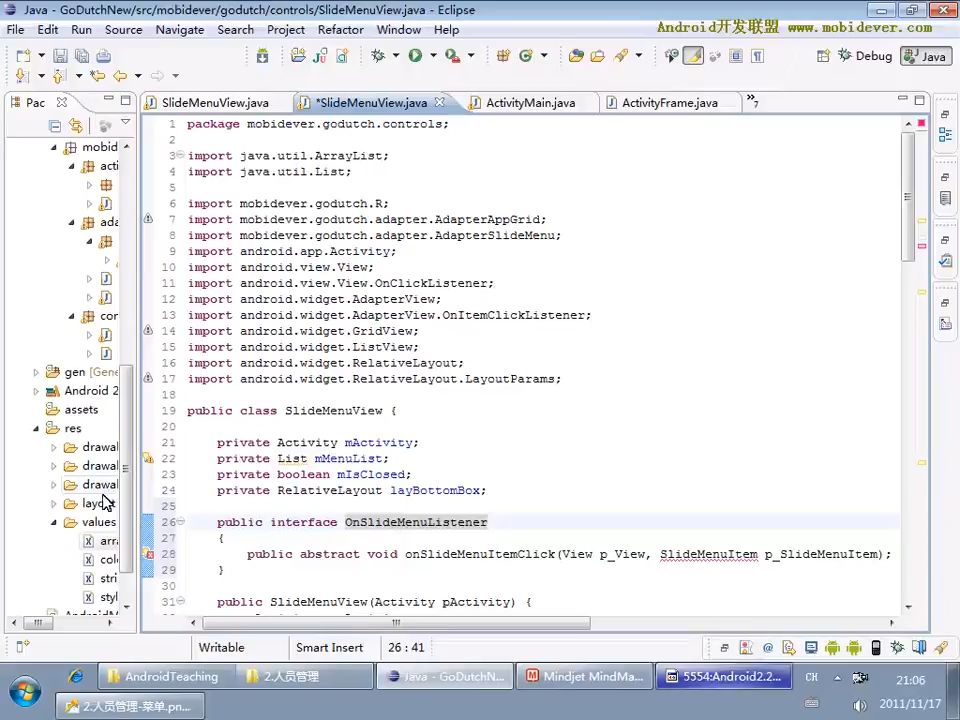 Java - GoDutchNew/src/mobidever/godutch/controls/SlideMenuView.java - Eclipse
File Edit Run Source Navigate Search Project Refactor Window Help
Android开发联盟 www.mobidever.com
Debug Java
Pac
SlideMenuView.java *SlideMenuView.java ActivityMain.java ActivityFrame.java »7
mobid
acti
ada
con
gen [Gene
Android 2
assets
res
drawal
drawal
drawal
layout
values
arra
colo
stri
styl
AndroidM
1 package mobidever.godutch.controls;
2
3 import java.util.ArrayList;
4 import java.util.List;
5
6 import mobidever.godutch.R;
7 import mobidever.godutch.adapter.AdapterAppGrid;
8 import mobidever.godutch.adapter.AdapterSlideMenu;
9 import android.app.Activity;
10 import android.view.View;
11 import android.view.View.OnClickListener;
12 import android.widget.AdapterView;
13 import android.widget.AdapterView.OnItemClickListener;
14 import android.widget.GridView;
15 import android.widget.ListView;
16 import android.widget.RelativeLayout;
17 import android.widget.RelativeLayout.LayoutParams;
18
19 public class SlideMenuView {
20
21 private Activity mActivity;
22 private List mMenuList;
23 private boolean mIsClosed;
24 private RelativeLayout layBottomBox;
25
26 public interface OnSlideMenuListener
27 {
28 public abstract void onSlideMenuItemClick(View p_View, SlideMenuItem p_SlideMenuItem);
29 }
30
31 public SlideMenuView(Activity pActivity) {
Writable Smart Insert 26 : 41
AndroidTeaching 2.人员管理 Java - GoDutchN... Mindjet MindMa... 5554:Android2.2... CH 21:06
2.人员管理-菜单.pn... 2011/11/17